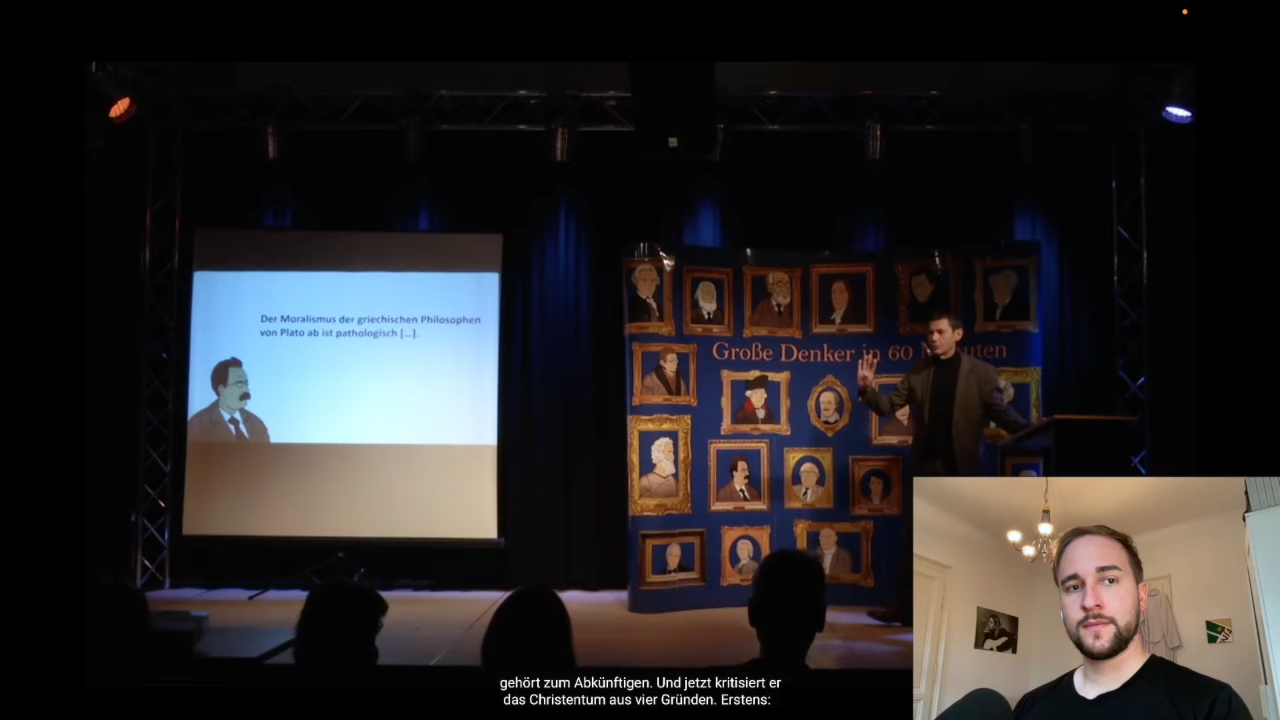 Der Moralismus der griechischen Philosophen
von Plato ab ist pathologisch [...].
Große Denker in 60 Minuten
gehört zum Abkünftigen. Und jetzt kritisiert er
das Christentum aus vier Gründen. Erstens: